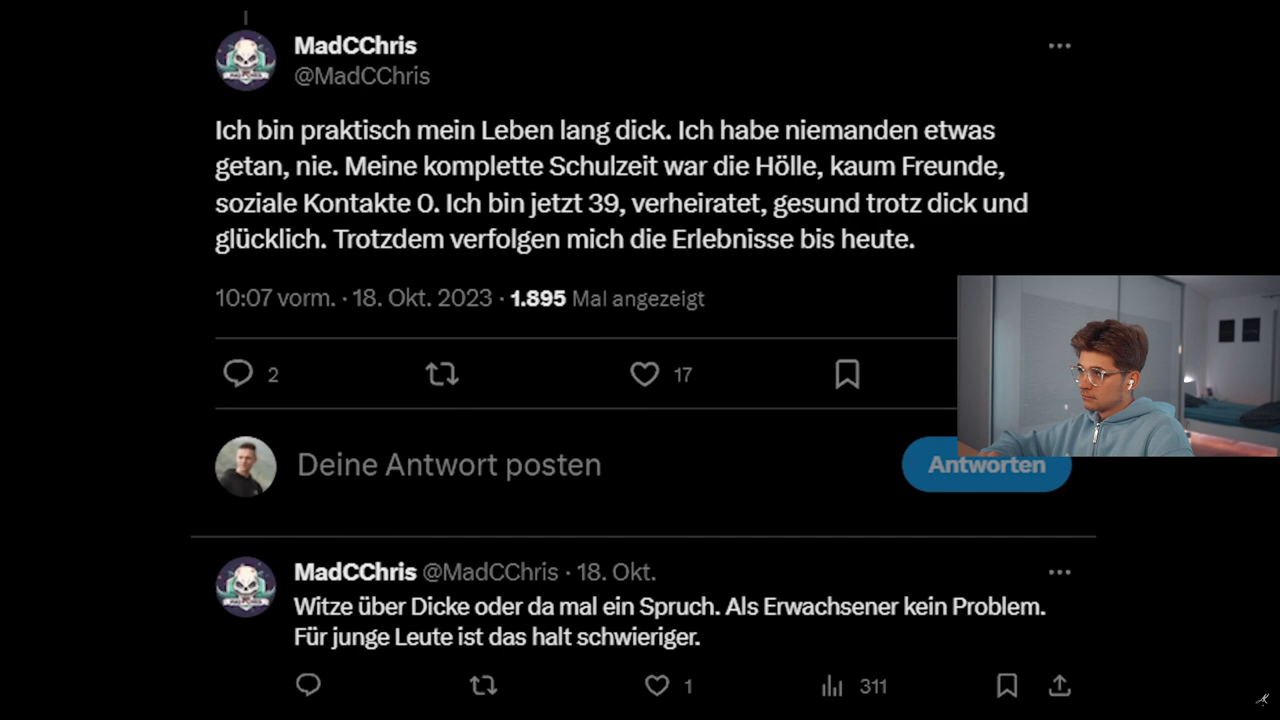 MadCChris
@MadCChris
Ich bin praktisch mein Leben lang dick. Ich habe niemanden etwas
getan, nie. Meine komplette Schulzeit war die Hölle, kaum Freunde,
soziale Kontakte 0. Ich bin jetzt 39, verheiratet, gesund trotz dick und
glücklich. Trotzdem verfolgen mich die Erlebnisse bis heute.
10:07 vorm. · 18. Okt. 2023 · 1.895 Mal angezeigt
2 17
Deine Antwort posten
Antworten
MadCChris @MadCChris · 18. Okt.
Witze über Dicke oder da mal ein Spruch. Als Erwachsener kein Problem.
Für junge Leute ist das halt schwieriger.
1 311